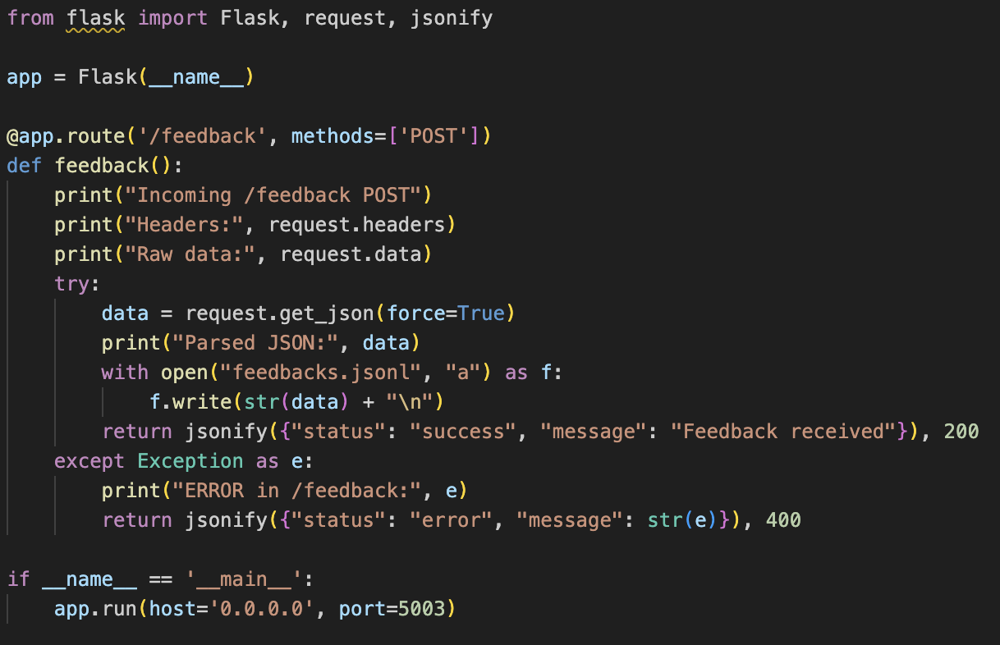 from flask import Flask, request, jsonify

app = Flask(__name__)

@app.route('/feedback', methods=['POST'])
def feedback():
    print("Incoming /feedback POST")
    print("Headers:", request.headers)
    print("Raw data:", request.data)
    try:
        data = request.get_json(force=True)
        print("Parsed JSON:", data)
        with open("feedbacks.jsonl", "a") as f:
            f.write(str(data) + "\n")
        return jsonify({"status": "success", "message": "Feedback received"}), 200
    except Exception as e:
        print("ERROR in /feedback:", e)
        return jsonify({"status": "error", "message": str(e)}), 400

if __name__ == '__main__':
    app.run(host='0.0.0.0', port=5003)